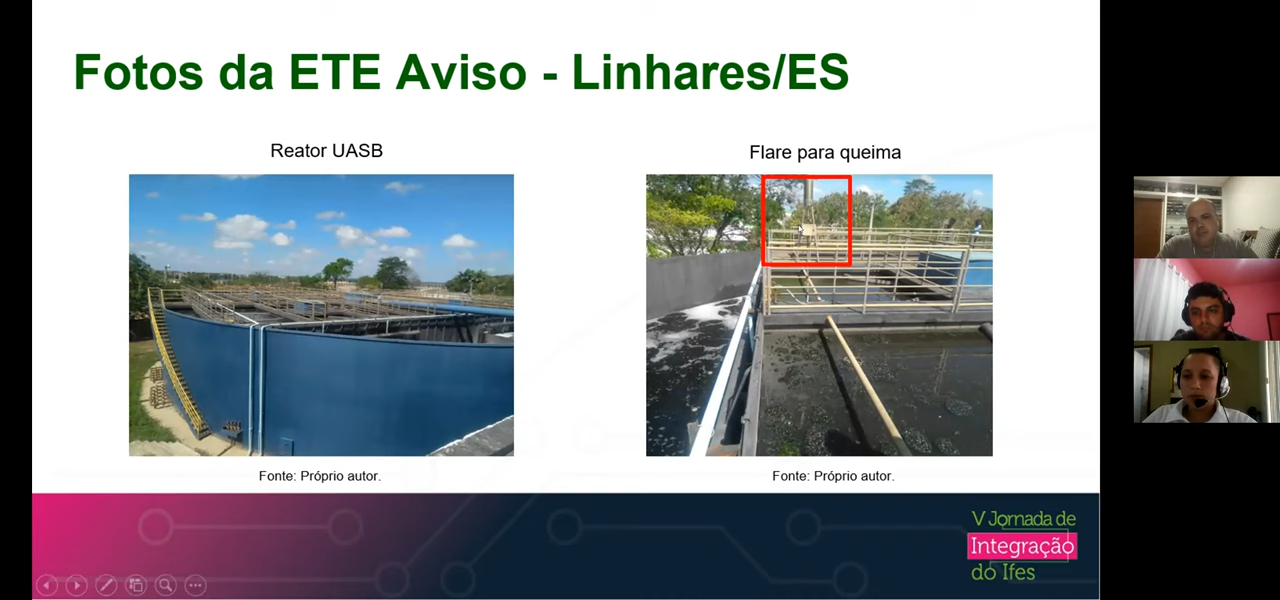 Fotos da ETE Aviso - Linhares/ES
Reator UASB
Flare para queima
Fonte: Próprio autor.
Fonte: Próprio autor.
V Jornada de
Integração
do Ifes